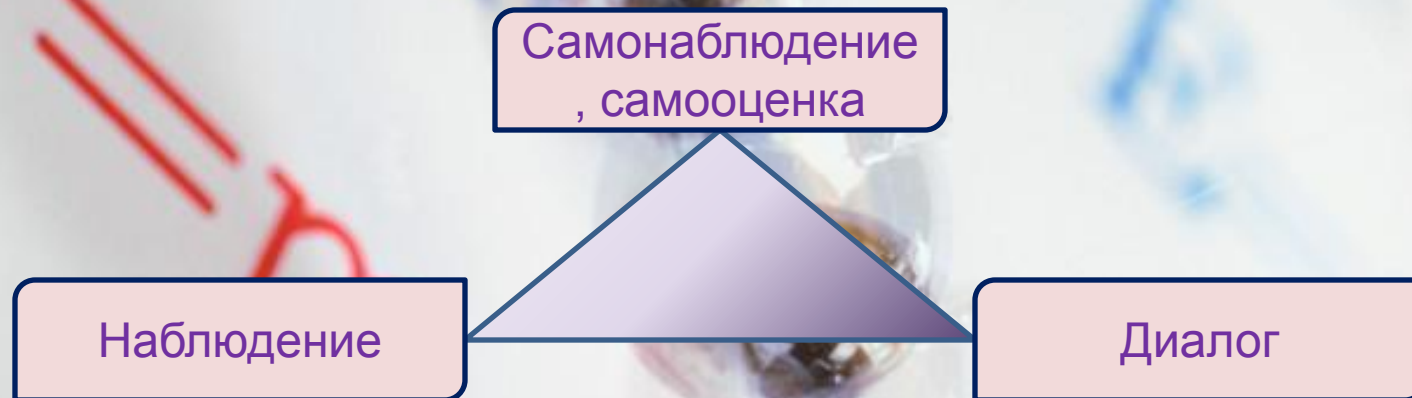 Самонаблюдение
, самооценка
Наблюдение
Диалог